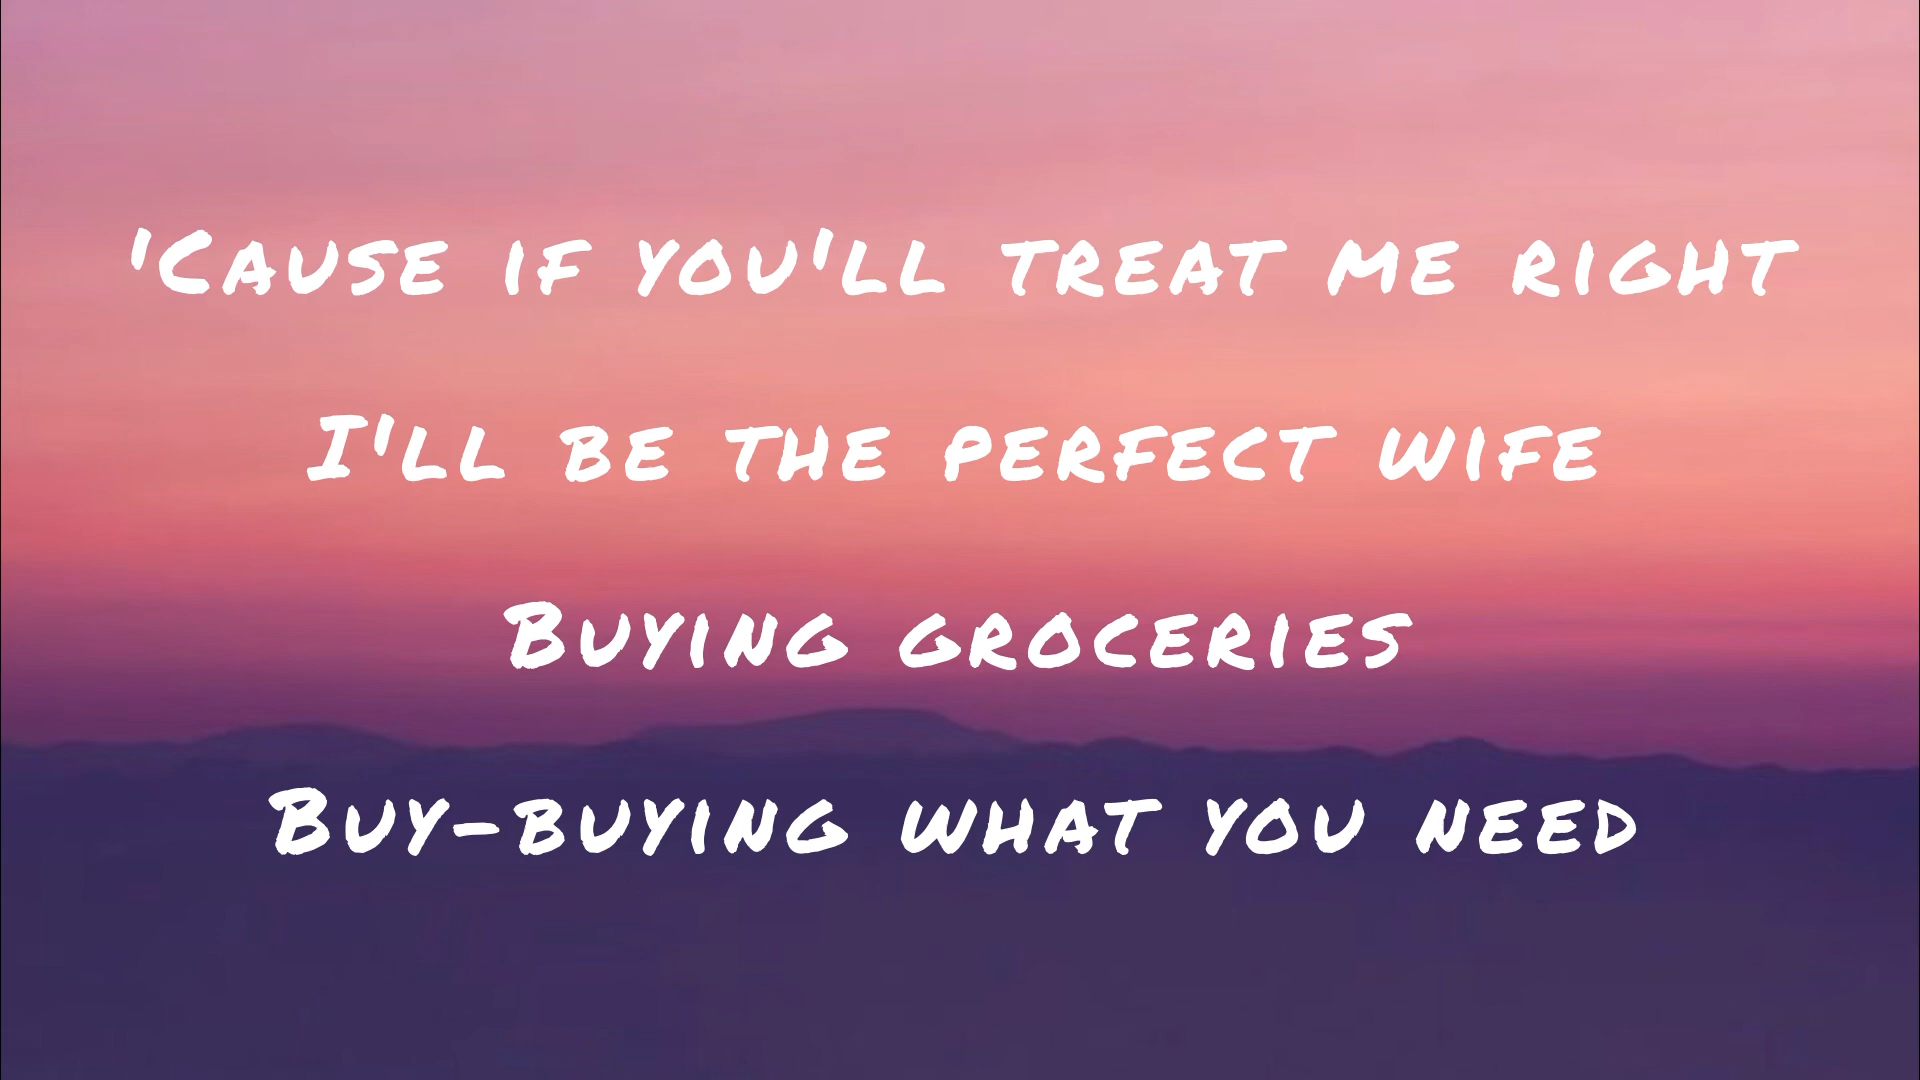 'Cause if you'll treat me right
I'll be the perfect wife
Buying groceries
Buy-buying what you need